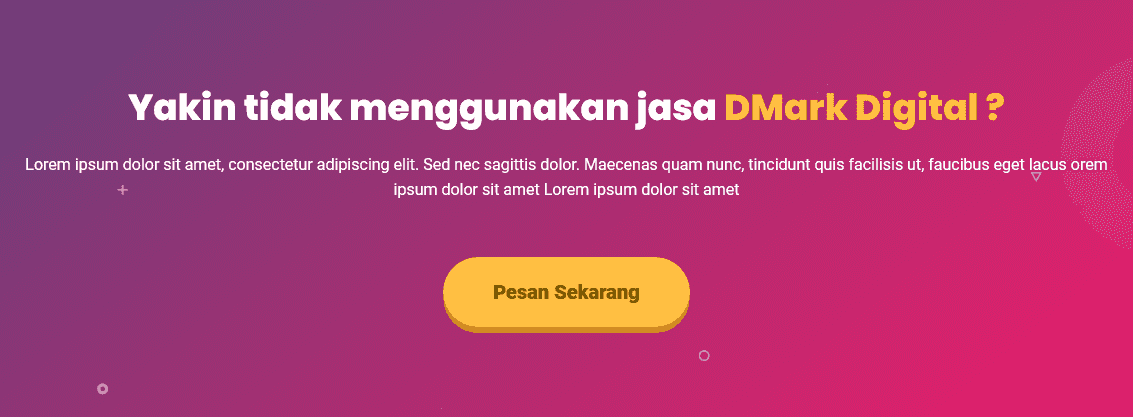 Yakin tidak menggunakan jasa DMark Digital ?
Lorem ipsum dolor sit amet, consectetur adipiscing elit. Sed nec sagittis dolor. Maecenas quam nunc, tincidunt quis facilisis ut, faucibus eget lacus orem
ipsum dolor sit amet Lorem ipsum dolor sit amet
Pesan Sekarang